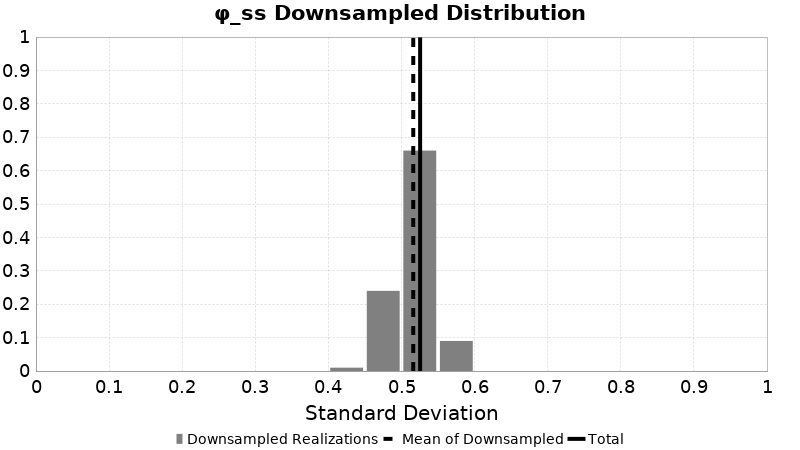 φ_ss Downsampled Distribution
1
0.9
0.8
0.7
0.6
0.5
0.4
0.3
0.2
0.1
0
0 0.1 0.2 0.3 0.4 0.5 0.6 0.7 0.8 0.9 1
Standard Deviation
Downsampled Realizations Mean of Downsampled Total